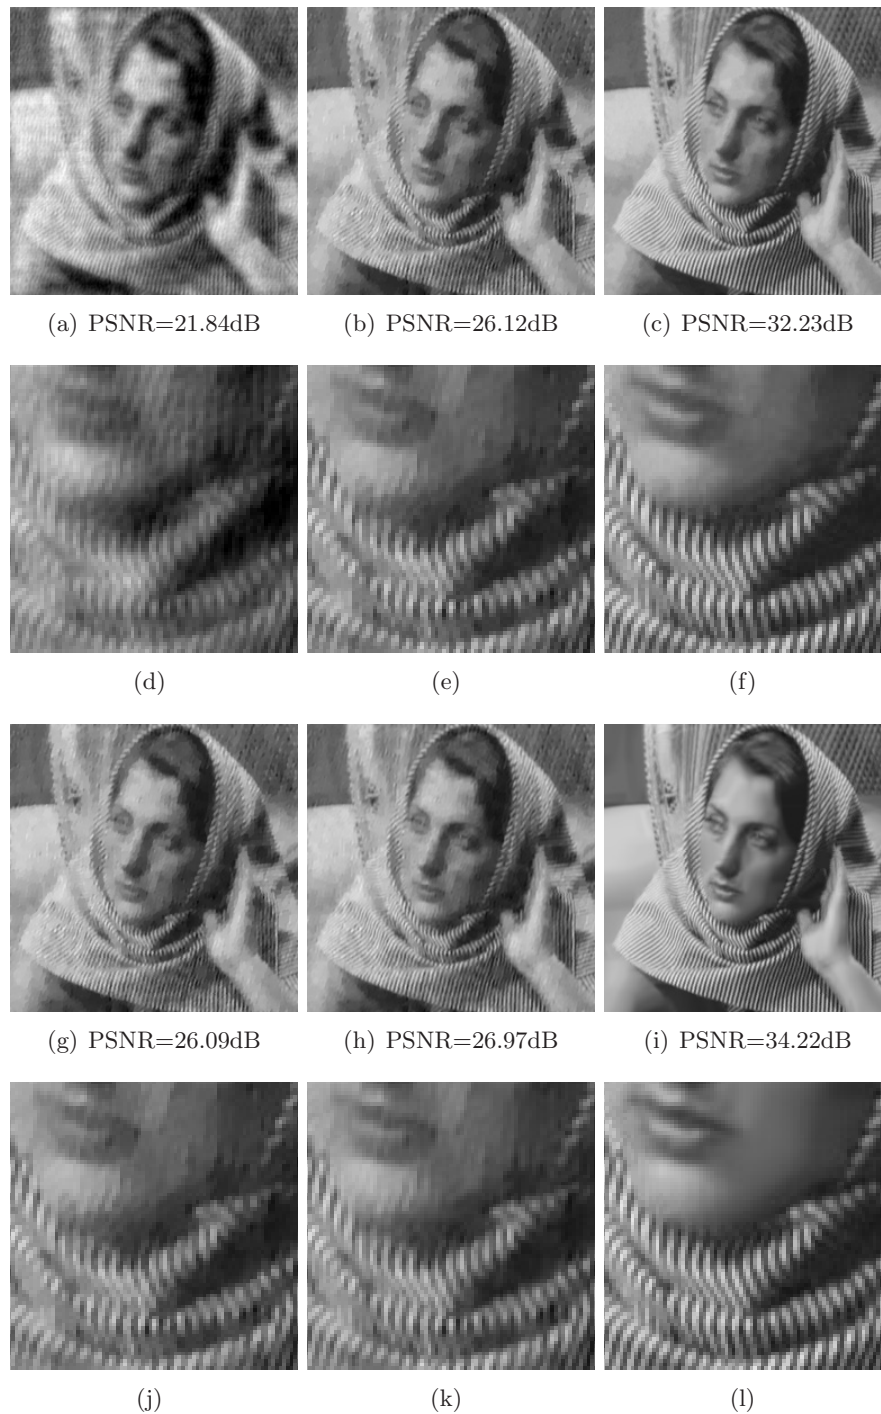 (a) PSNR=21.84dB (b) PSNR=26.12dB (c) PSNR=32.23dB
(d) (e) (f)
(g) PSNR=26.09dB (h) PSNR=26.97dB (i) PSNR=34.22dB
(j) (k) (l)